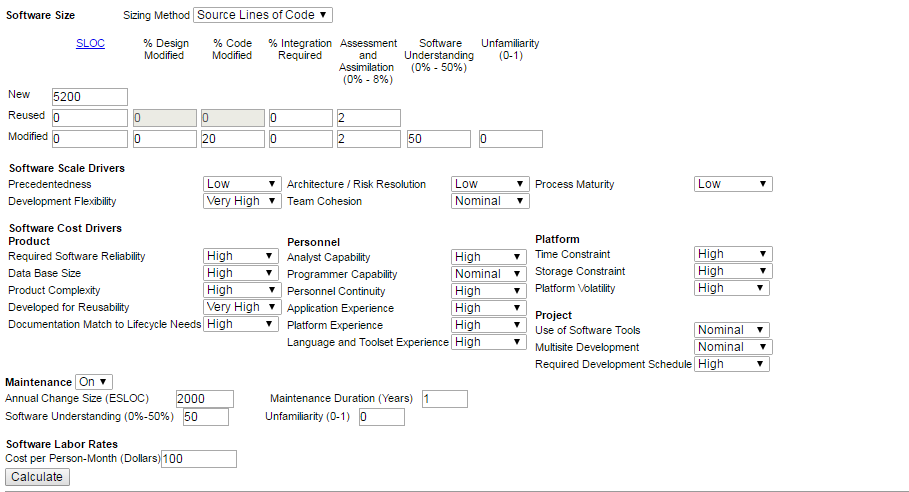 Software Size Sizing Method Source Lines of Code
SLOC % Design Modified % Code Modified % Integration Required Assessment and Assimilation (0% - 8%) Software Understanding (0% - 50%) Unfamiliarity (0-1)
New 5200
Reused 0 0 0 0 2
Modified 0 0 20 0 2 50 0
Software Scale Drivers
Precedentedness Low Architecture / Risk Resolution Low Process Maturity Low
Development Flexibility Very High Team Cohesion Nominal
Software Cost Drivers
Product
Required Software Reliability High
Data Base Size High
Product Complexity High
Developed for Reusability Very High
Documentation Match to Lifecycle Needs High
Personnel
Analyst Capability High
Programmer Capability Nominal
Personnel Continuity High
Application Experience High
Platform Experience High
Language and Toolset Experience High
Platform
Time Constraint High
Storage Constraint High
Platform Volatility High
Project
Use of Software Tools Nominal
Multisite Development Nominal
Required Development Schedule High
Maintenance On
Annual Change Size (ESLOC) 2000 Maintenance Duration (Years) 1
Software Understanding (0%-50%) 50 Unfamiliarity (0-1) 0
Software Labor Rates
Cost per Person-Month (Dollars) 100
Calculate